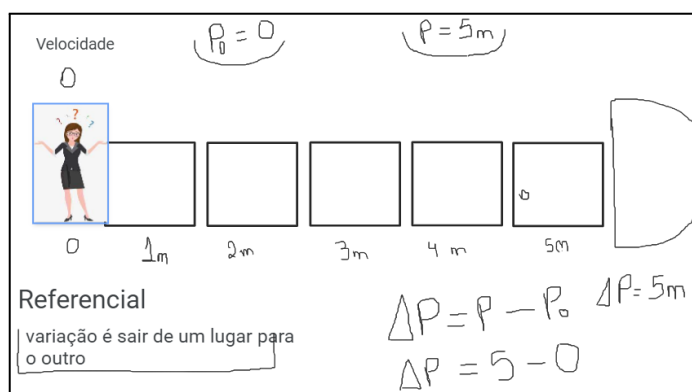 Velocidade
P₀ = 0
P = 5m
0
? ? ?
0
1m
2m
3m
4m
5m
Referencial
variação é sair de um lugar para
o outro
ΔP = P - P₀
ΔP = 5m
ΔP = 5 - 0